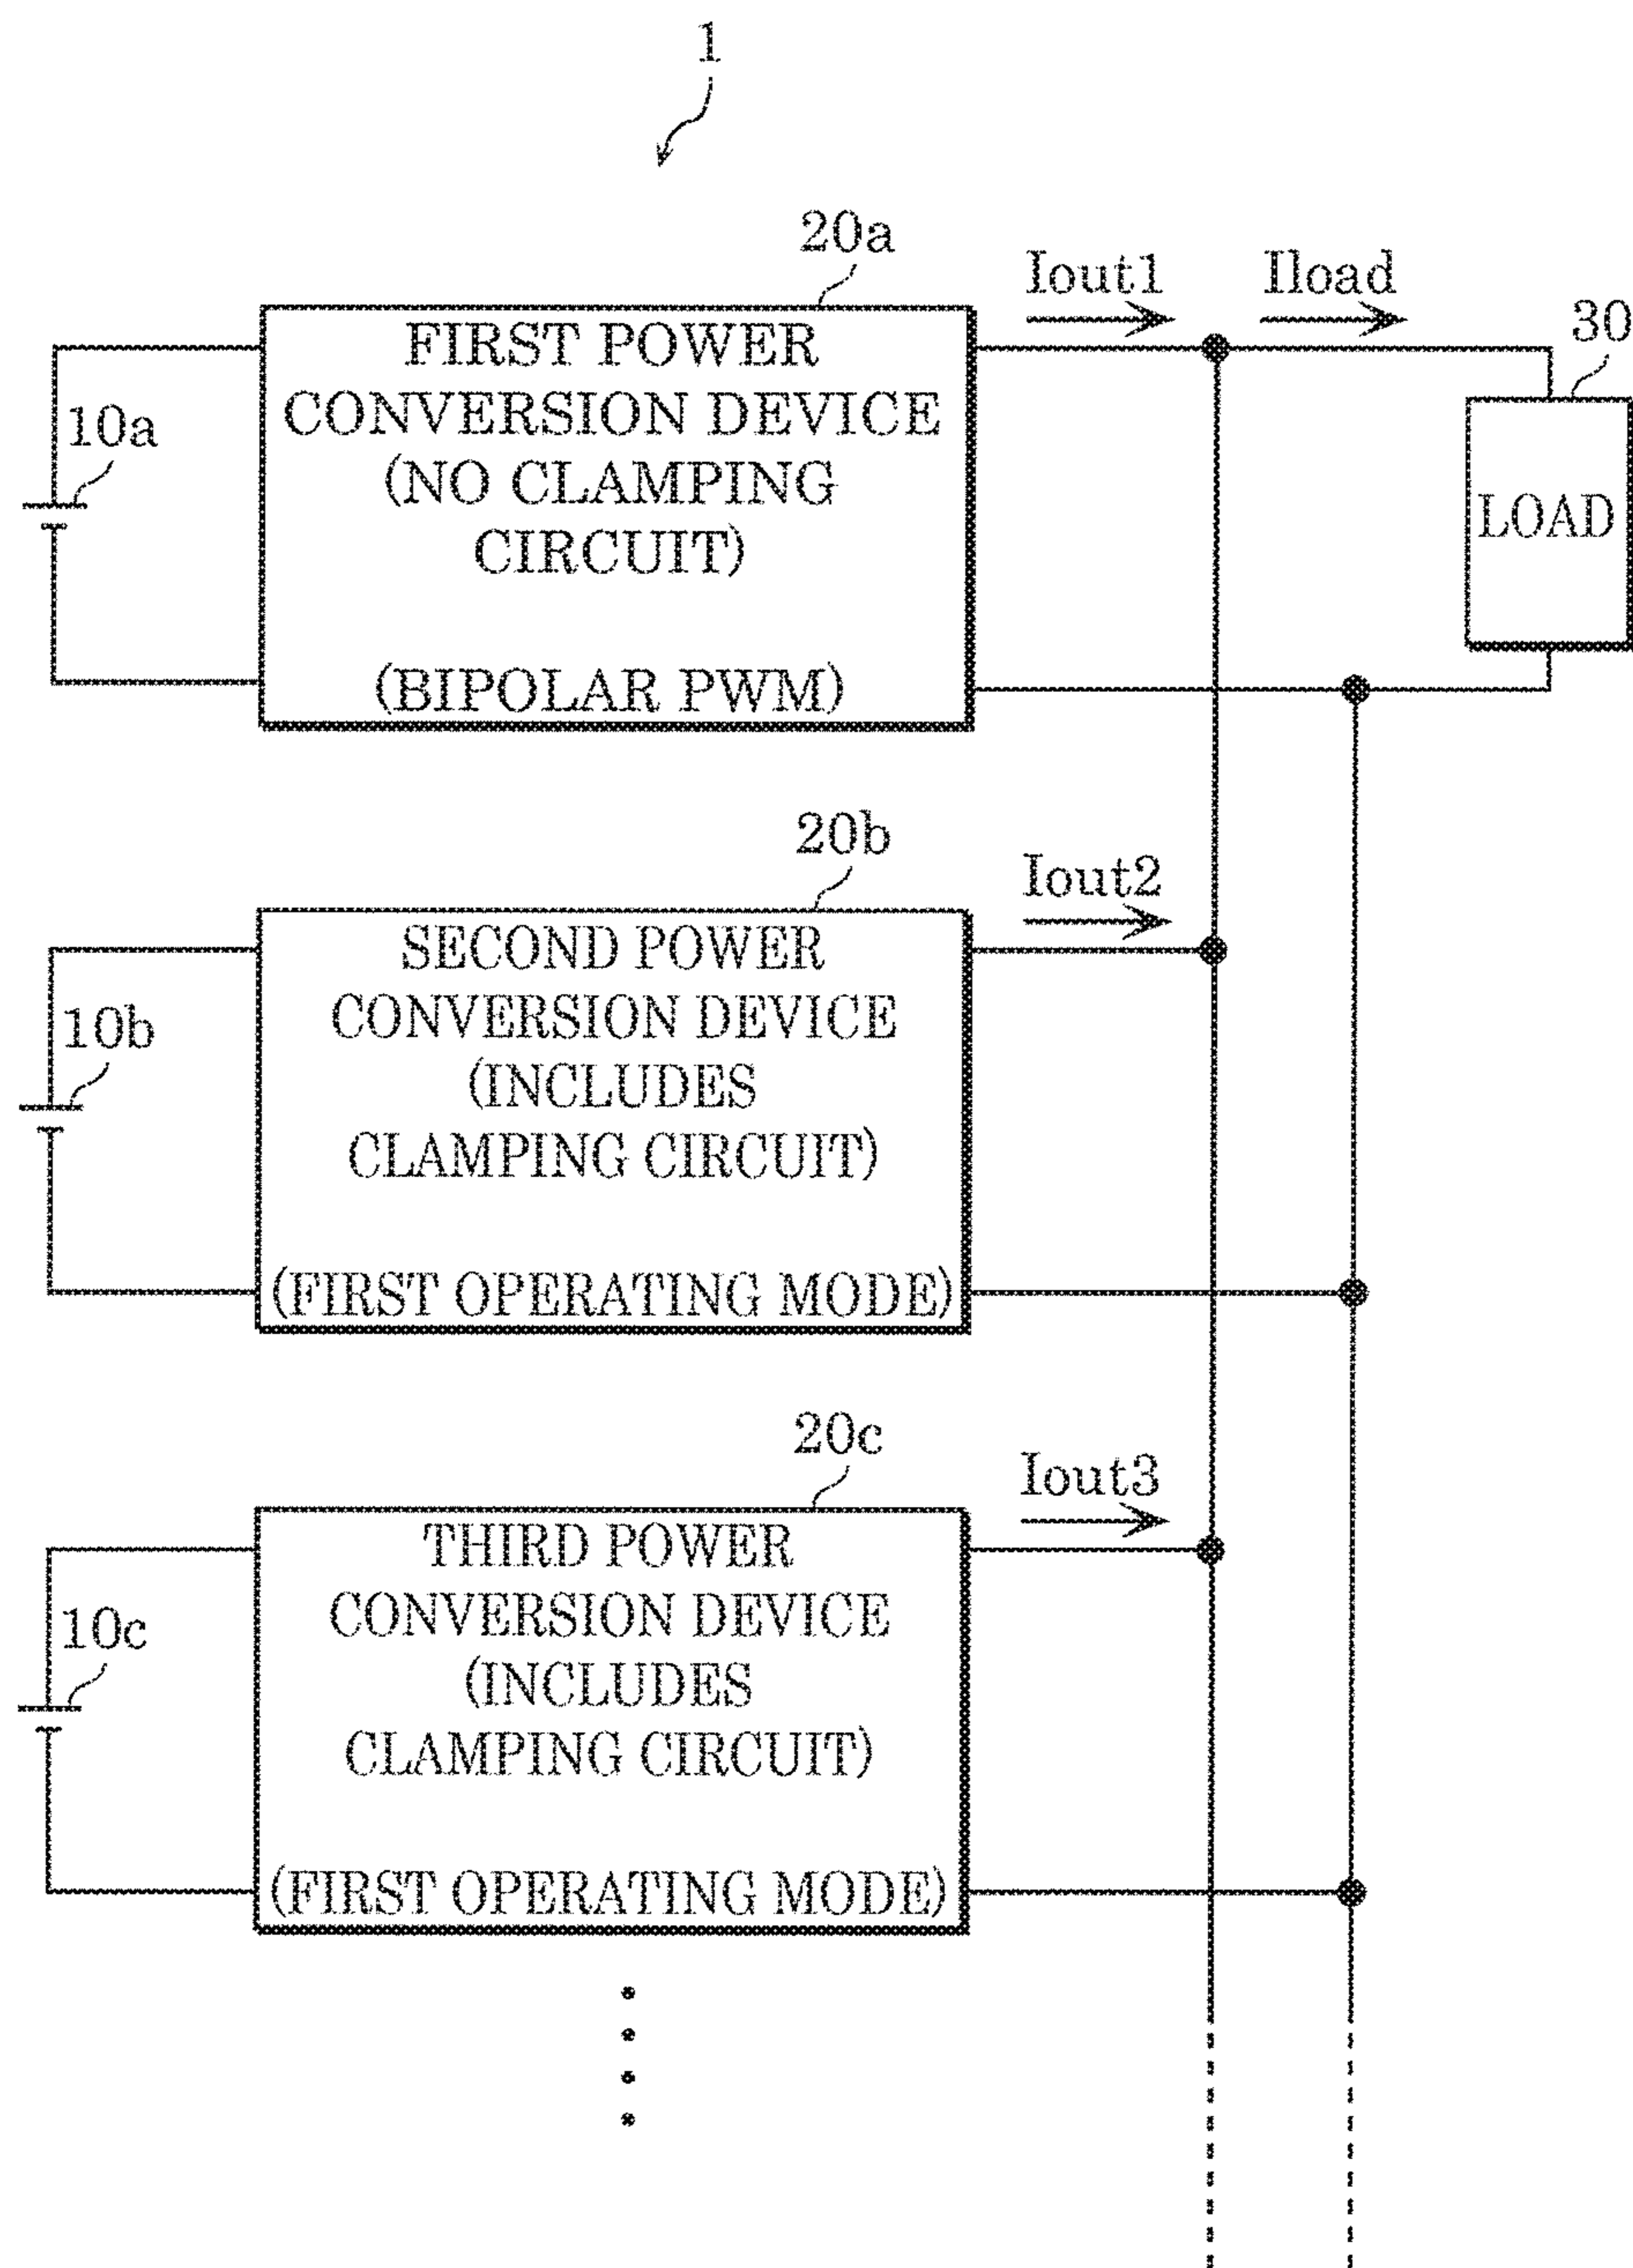 1
20a
Iout1
Iload
30
10a
FIRST POWER
CONVERSION DEVICE
(NO CLAMPING
CIRCUIT)
(BIPOLAR PWM)
LOAD
20b
Iout2
10b
SECOND POWER
CONVERSION DEVICE
(INCLUDES
CLAMPING CIRCUIT)
(FIRST OPERATING MODE)
20c
Iout3
10c
THIRD POWER
CONVERSION DEVICE
(INCLUDES
CLAMPING CIRCUIT)
(FIRST OPERATING MODE)